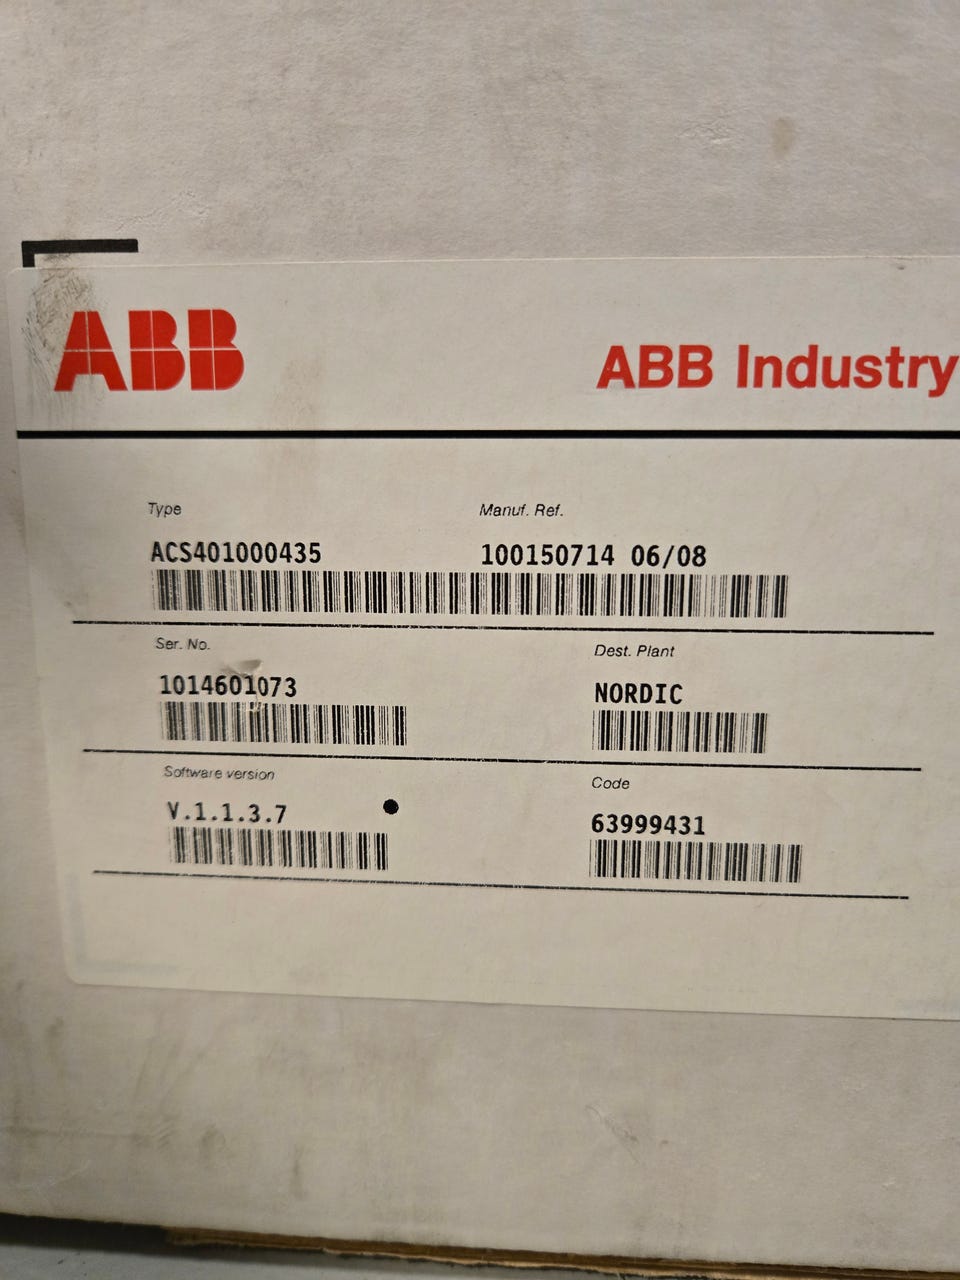 ABB
ABB Industry
Type Manuf. Ref.
ACS401000435 100150714 06/08
Ser. No.
1014601073
Dest. Plant
NORDIC
Software version
V.1.1.3.7
Code
63999431